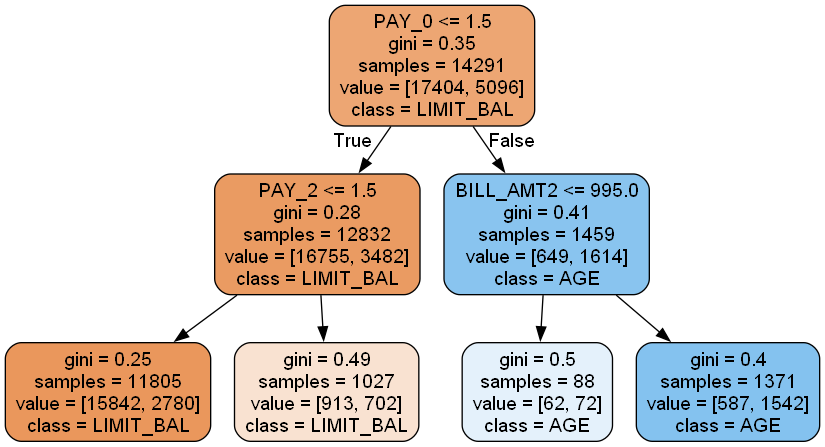 PAY_0 <= 1.5
gini = 0.35
samples = 14291
value = [17404, 5096]
class = LIMIT_BAL
True
False
PAY_2 <= 1.5
gini = 0.28
samples = 12832
value = [16755, 3482]
class = LIMIT_BAL
BILL_AMT2 <= 995.0
gini = 0.41
samples = 1459
value = [649, 1614]
class = AGE
gini = 0.25
samples = 11805
value = [15842, 2780]
class = LIMIT_BAL
gini = 0.49
samples = 1027
value = [913, 702]
class = LIMIT_BAL
gini = 0.5
samples = 88
value = [62, 72]
class = AGE
gini = 0.4
samples = 1371
value = [587, 1542]
class = AGE